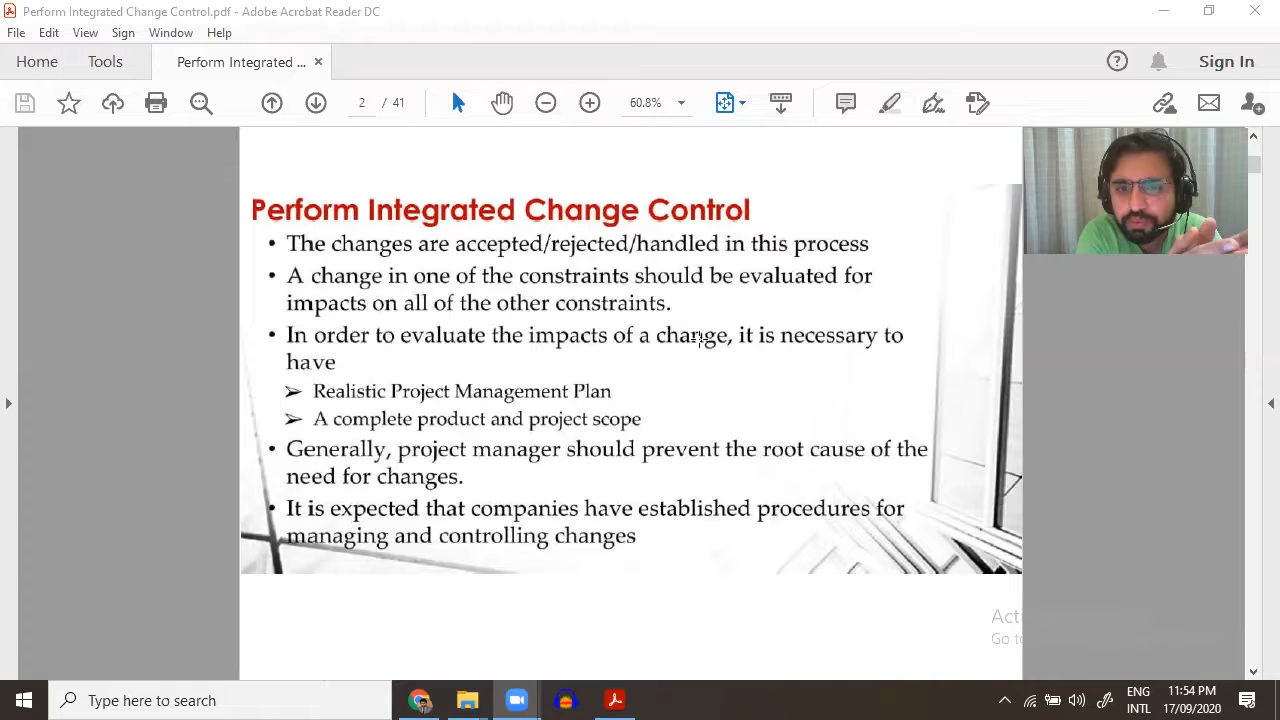 Perform Integrated Change Control.pdf - Adobe Acrobat Reader DC
File Edit View Sign Window Help
Home Tools Perform Integrated ... ×
Sign In
2 / 41
60.8%
Perform Integrated Change Control
• The changes are accepted/rejected/handled in this process
• A change in one of the constraints should be evaluated for
impacts on all of the other constraints.
• In order to evaluate the impacts of a change, it is necessary to
have
➢ Realistic Project Management Plan
➢ A complete product and project scope
• Generally, project manager should prevent the root cause of the
need for changes.
• It is expected that companies have established procedures for
managing and controlling changes
Go to
Type here to search
ENG
INTL
11:54 PM
17/09/2020